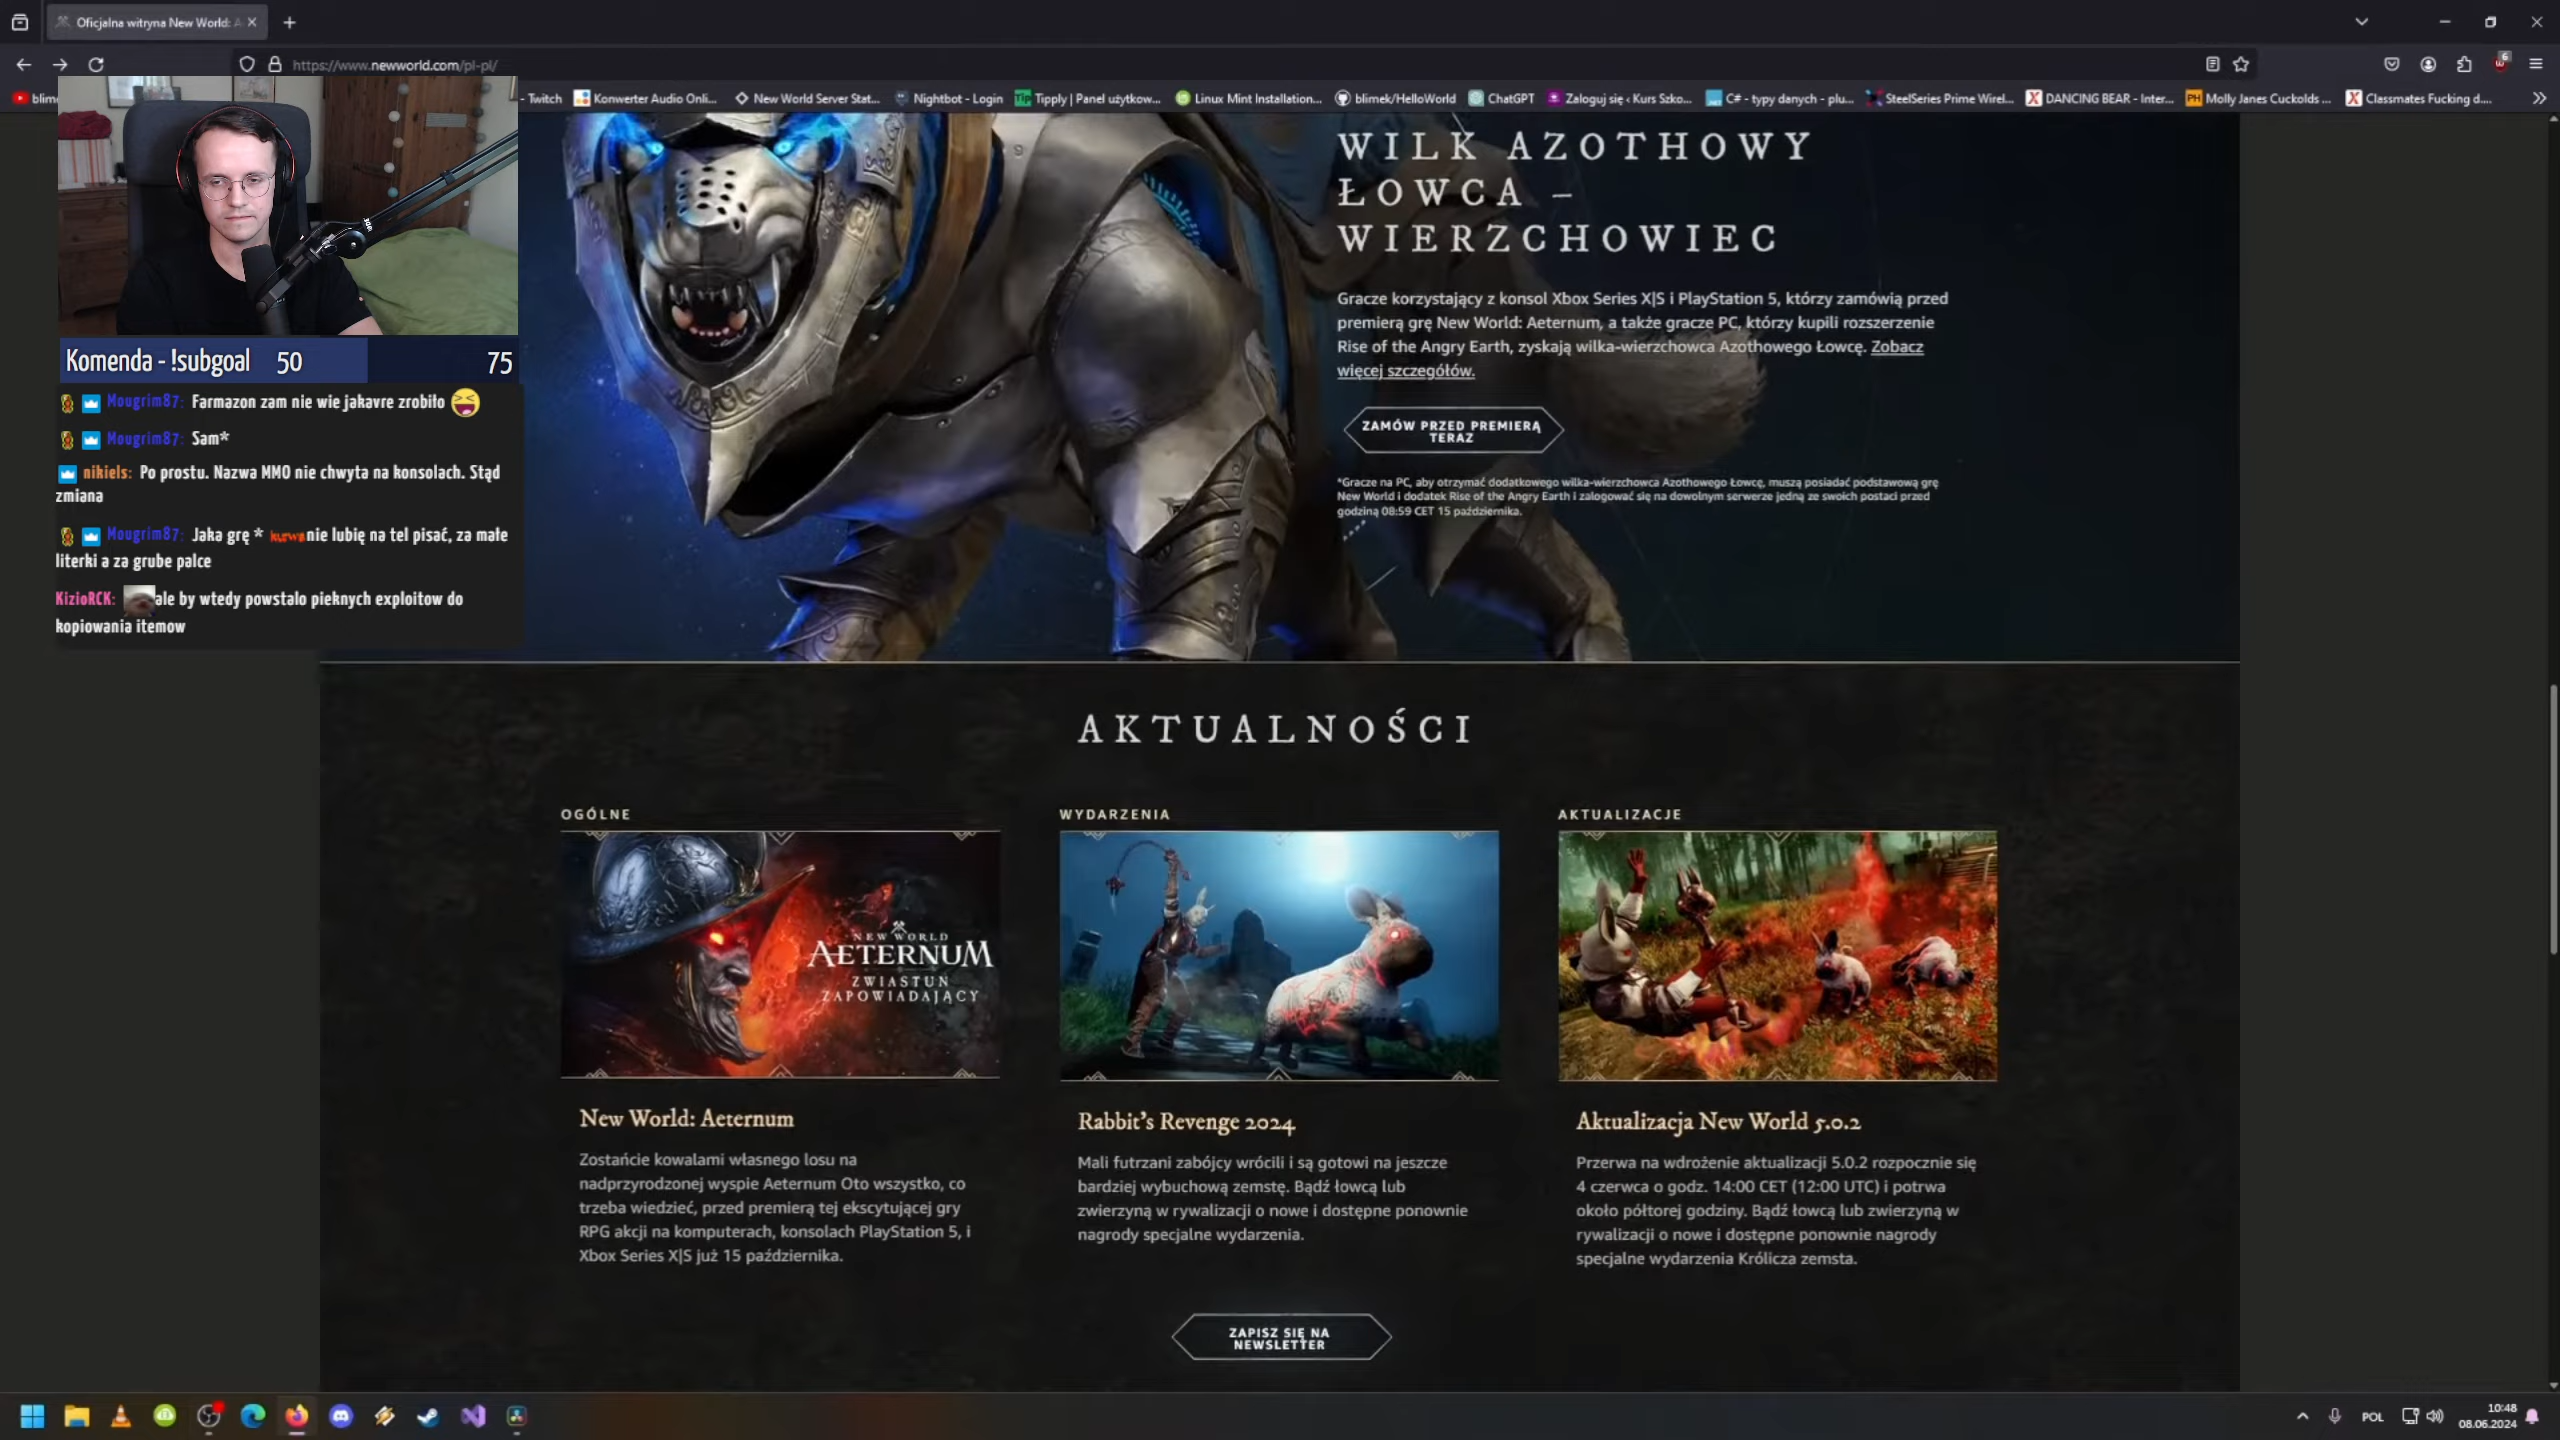 Oficjalna witryna New World: A
https://www.newworld.com/pl-pl/
6
blime
- Twitch
Konwerter Audio Onli...
New World Server Stat...
Nightbot - Login
Tip
Tipply | Panel użytkow...
Linux Mint Installation...
blimek/HelloWorld
ChatGPT
Zaloguj się ‹ Kurs Szko...
C# - typy danych - plu...
SteelSeries Prime Wirel...
DANCING BEAR - Inter...
PH
Molly Janes Cuckolds ...
Classmates Fucking d....
Komenda - !subgoal 50 75
Mougrim87: Farmazon zam nie wie jakavre zrobiło
Mougrim87: Sam*
nikiels: Po prostu. Nazwa MMO nie chwyta na konsolach. Stąd
zmiana
Mougrim87: Jaka grę * kurwa nie lubię na tel pisać, za małe
literki a za grube palce
KizioRCK: ale by wtedy powstalo pieknych exploitow do
kopiowania itemow
WILK AZOTHOWY
ŁOWCA –
WIERZCHOWIEC
Gracze korzystający z konsol Xbox Series X|S i PlayStation 5, którzy zamówią przed
premierą grę New World: Aeternum, a także gracze PC, którzy kupili rozszerzenie
Rise of the Angry Earth, zyskają wilka-wierzchowca Azothowego Łowcę. Zobacz
więcej szczegółów.
ZAMÓW PRZED PREMIERĄ
TERAZ
*Gracze na PC, aby otrzymać dodatkowego wilka-wierzchowca Azothowego Łowcę, muszą posiadać podstawową grę
New World i dodatek Rise of the Angry Earth i zalogować się na dowolnym serwerze jedną ze swoich postaci przed
godziną 08:59 CET 15 października.
AKTUALNOŚCI
OGÓLNE
NEW WORLD
AETERNUM
ZWIASTUN
ZAPOWIADAJĄCY
New World: Aeternum
Zostańcie kowalami własnego losu na
nadprzyrodzonej wyspie Aeternum Oto wszystko, co
trzeba wiedzieć, przed premierą tej ekscytującej gry
RPG akcji na komputerach, konsolach PlayStation 5, i
Xbox Series X|S już 15 października.
WYDARZENIA
Rabbit's Revenge 2024
Mali futrzani zabójcy wrócili i są gotowi na jeszcze
bardziej wybuchową zemstę. Bądź łowcą lub
zwierzyną w rywalizacji o nowe i dostępne ponownie
nagrody specjalne wydarzenia.
AKTUALIZACJE
Aktualizacja New World 5.0.2
Przerwa na wdrożenie aktualizacji 5.0.2 rozpocznie się
4 czerwca o godz. 14:00 CET (12:00 UTC) i potrwa
około półtorej godziny. Bądź łowcą lub zwierzyną w
rywalizacji o nowe i dostępne ponownie nagrody
specjalne wydarzenia Królicza zemsta.
ZAPISZ SIĘ NA
NEWSLETTER
POL
10:48
08.06.2024